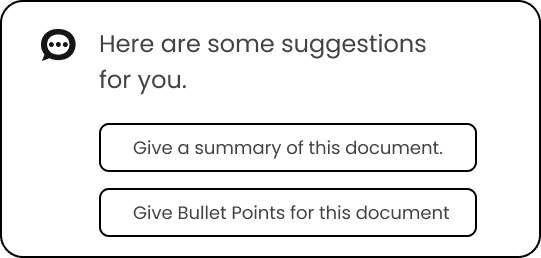 Here are some suggestions
for you.
Give a summary of this document.
Give Bullet Points for this document